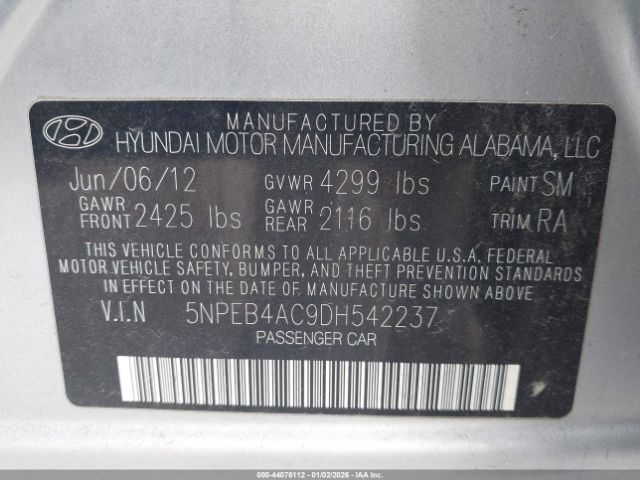 MANUFACTURED BY
HYUNDAI MOTOR MANUFACTURING ALABAMA, LLC
Jun/06/12 GVWR 4299 lbs PAINT SM
GAWR FRONT 2425 lbs GAWR REAR 2116 lbs TRIM RA
THIS VEHICLE CONFORMS TO ALL APPLICABLE U.S.A. FEDERAL
MOTOR VEHICLE SAFETY, BUMPER, AND THEFT PREVENTION STANDARDS
IN EFFECT ON THE DATE OF MANUFACTURE SHOWN ABOVE.
V.I.N 5NPEB4AC9DH542237
PASSENGER CAR
000-44076112 - 01/02/2026 - COPART